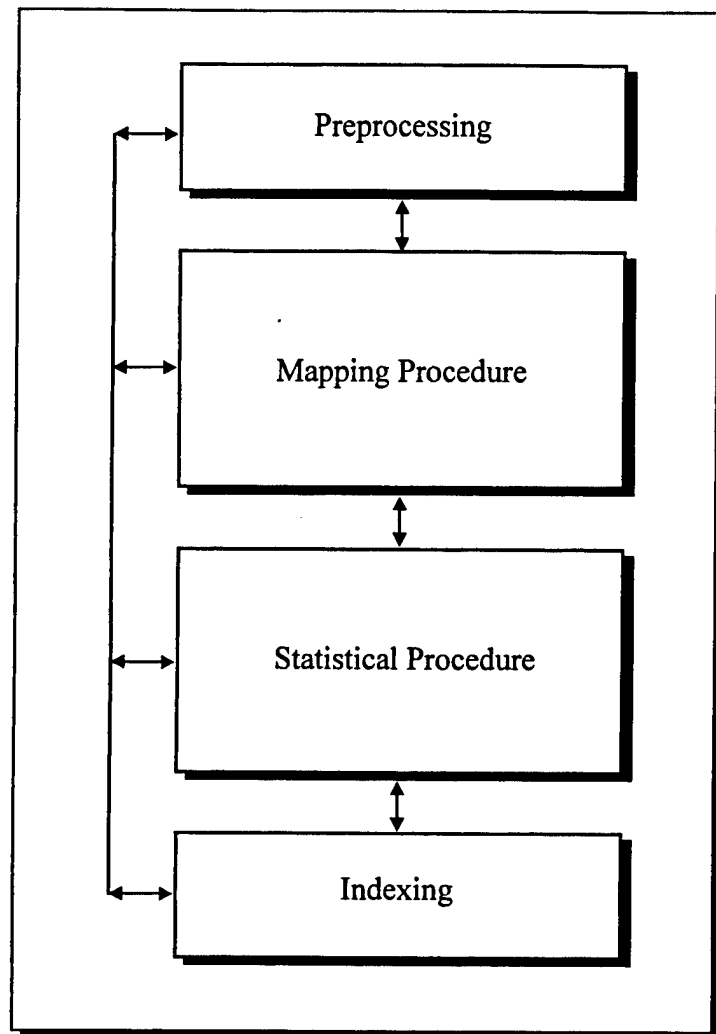 Preprocessing
Mapping Procedure
Statistical Procedure
Indexing